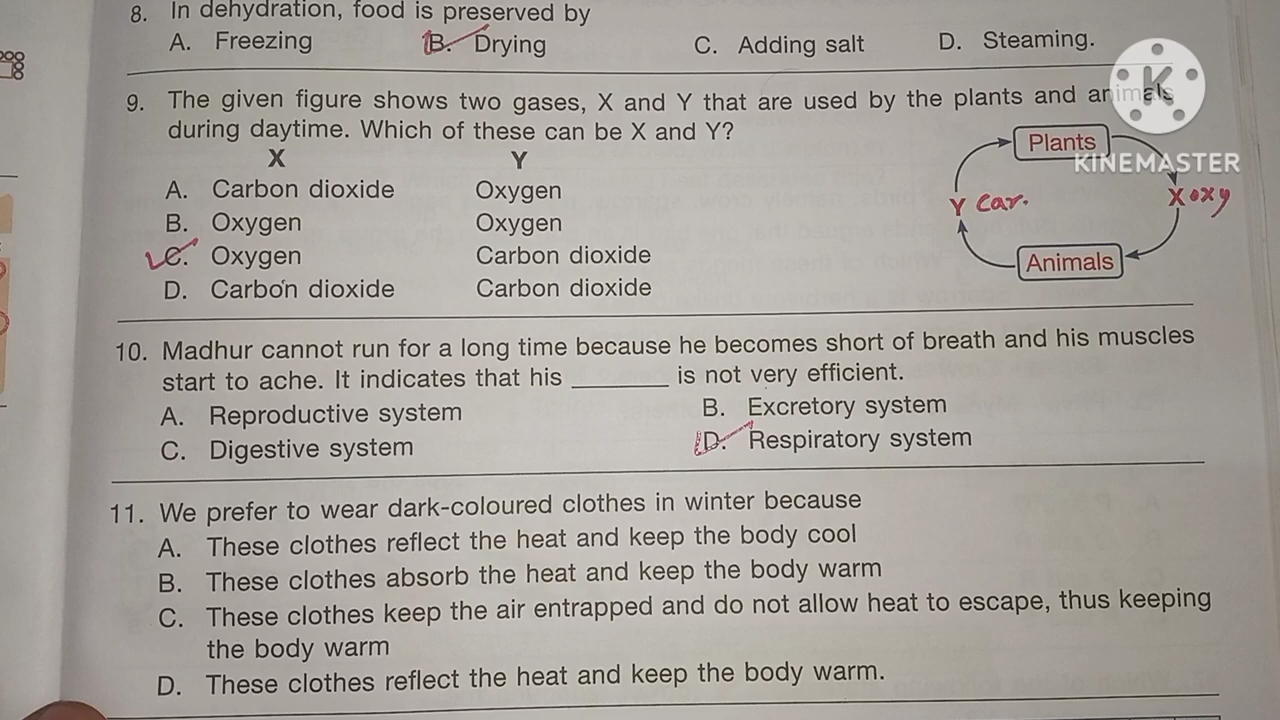 8. In dehydration, food is preserved by
A. Freezing B. Drying C. Adding salt D. Steaming.
9. The given figure shows two gases, X and Y that are used by the plants and animals
during daytime. Which of these can be X and Y?
X Y
A. Carbon dioxide Oxygen
B. Oxygen Oxygen
C. Oxygen Carbon dioxide
D. Carbon dioxide Carbon dioxide
Plants
KINEMASTER
Y car. X oxy
Animals
10. Madhur cannot run for a long time because he becomes short of breath and his muscles
start to ache. It indicates that his ________ is not very efficient.
A. Reproductive system B. Excretory system
C. Digestive system D. Respiratory system
11. We prefer to wear dark-coloured clothes in winter because
A. These clothes reflect the heat and keep the body cool
B. These clothes absorb the heat and keep the body warm
C. These clothes keep the air entrapped and do not allow heat to escape, thus keeping
the body warm
D. These clothes reflect the heat and keep the body warm.